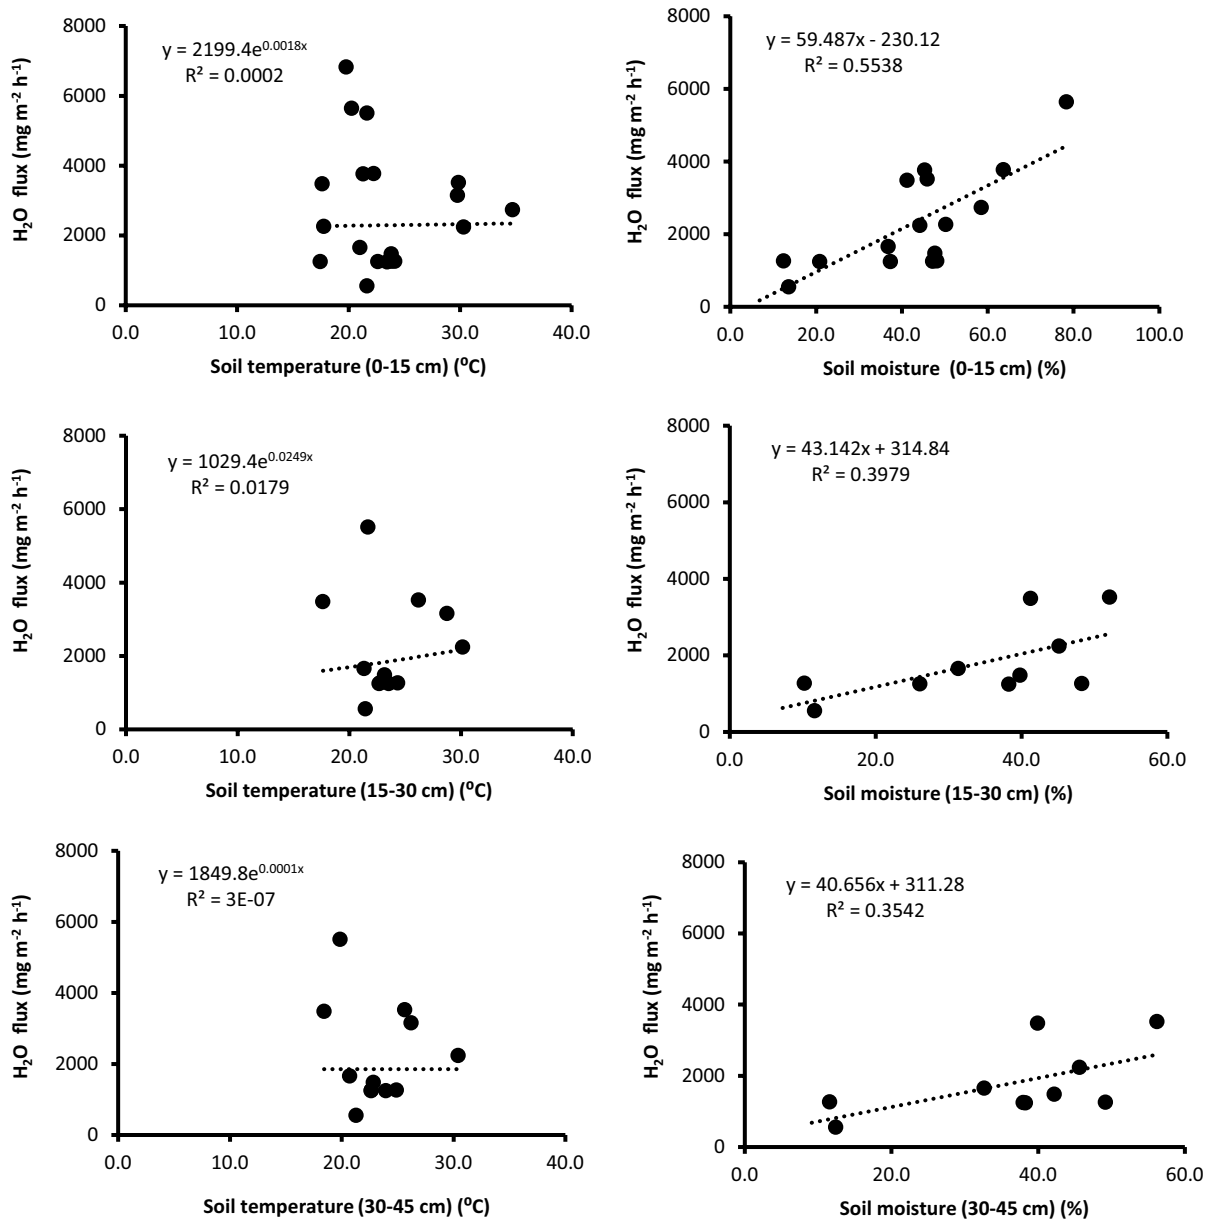 8000
6000
4000
2000
0
H₂O flux (mg m⁻² h⁻¹)
y = 2199.4e^0.0018x
R² = 0.0002
0.0 10.0 20.0 30.0 40.0
Soil temperature (0-15 cm) (⁰C)
8000
6000
4000
2000
0
H₂O flux (mg m⁻² h⁻¹)
y = 59.487x - 230.12
R² = 0.5538
0.0 20.0 40.0 60.0 80.0 100.0
Soil moisture (0-15 cm) (%)
8000
6000
4000
2000
0
H₂O flux (mg m⁻² h⁻¹)
y = 1029.4e^0.0249x
R² = 0.0179
0.0 10.0 20.0 30.0 40.0
Soil temperature (15-30 cm) (⁰C)
8000
6000
4000
2000
0
H₂O flux (mg m⁻² h⁻¹)
y = 43.142x + 314.84
R² = 0.3979
0.0 20.0 40.0 60.0
Soil moisture (15-30 cm) (%)
8000
6000
4000
2000
0
H₂O flux (mg m⁻² h⁻¹)
y = 1849.8e^0.0001x
R² = 3E-07
0.0 10.0 20.0 30.0 40.0
Soil temperature (30-45 cm) (⁰C)
8000
6000
4000
2000
0
H₂O flux (mg m⁻² h⁻¹)
y = 40.656x + 311.28
R² = 0.3542
0.0 20.0 40.0 60.0
Soil moisture (30-45 cm) (%)